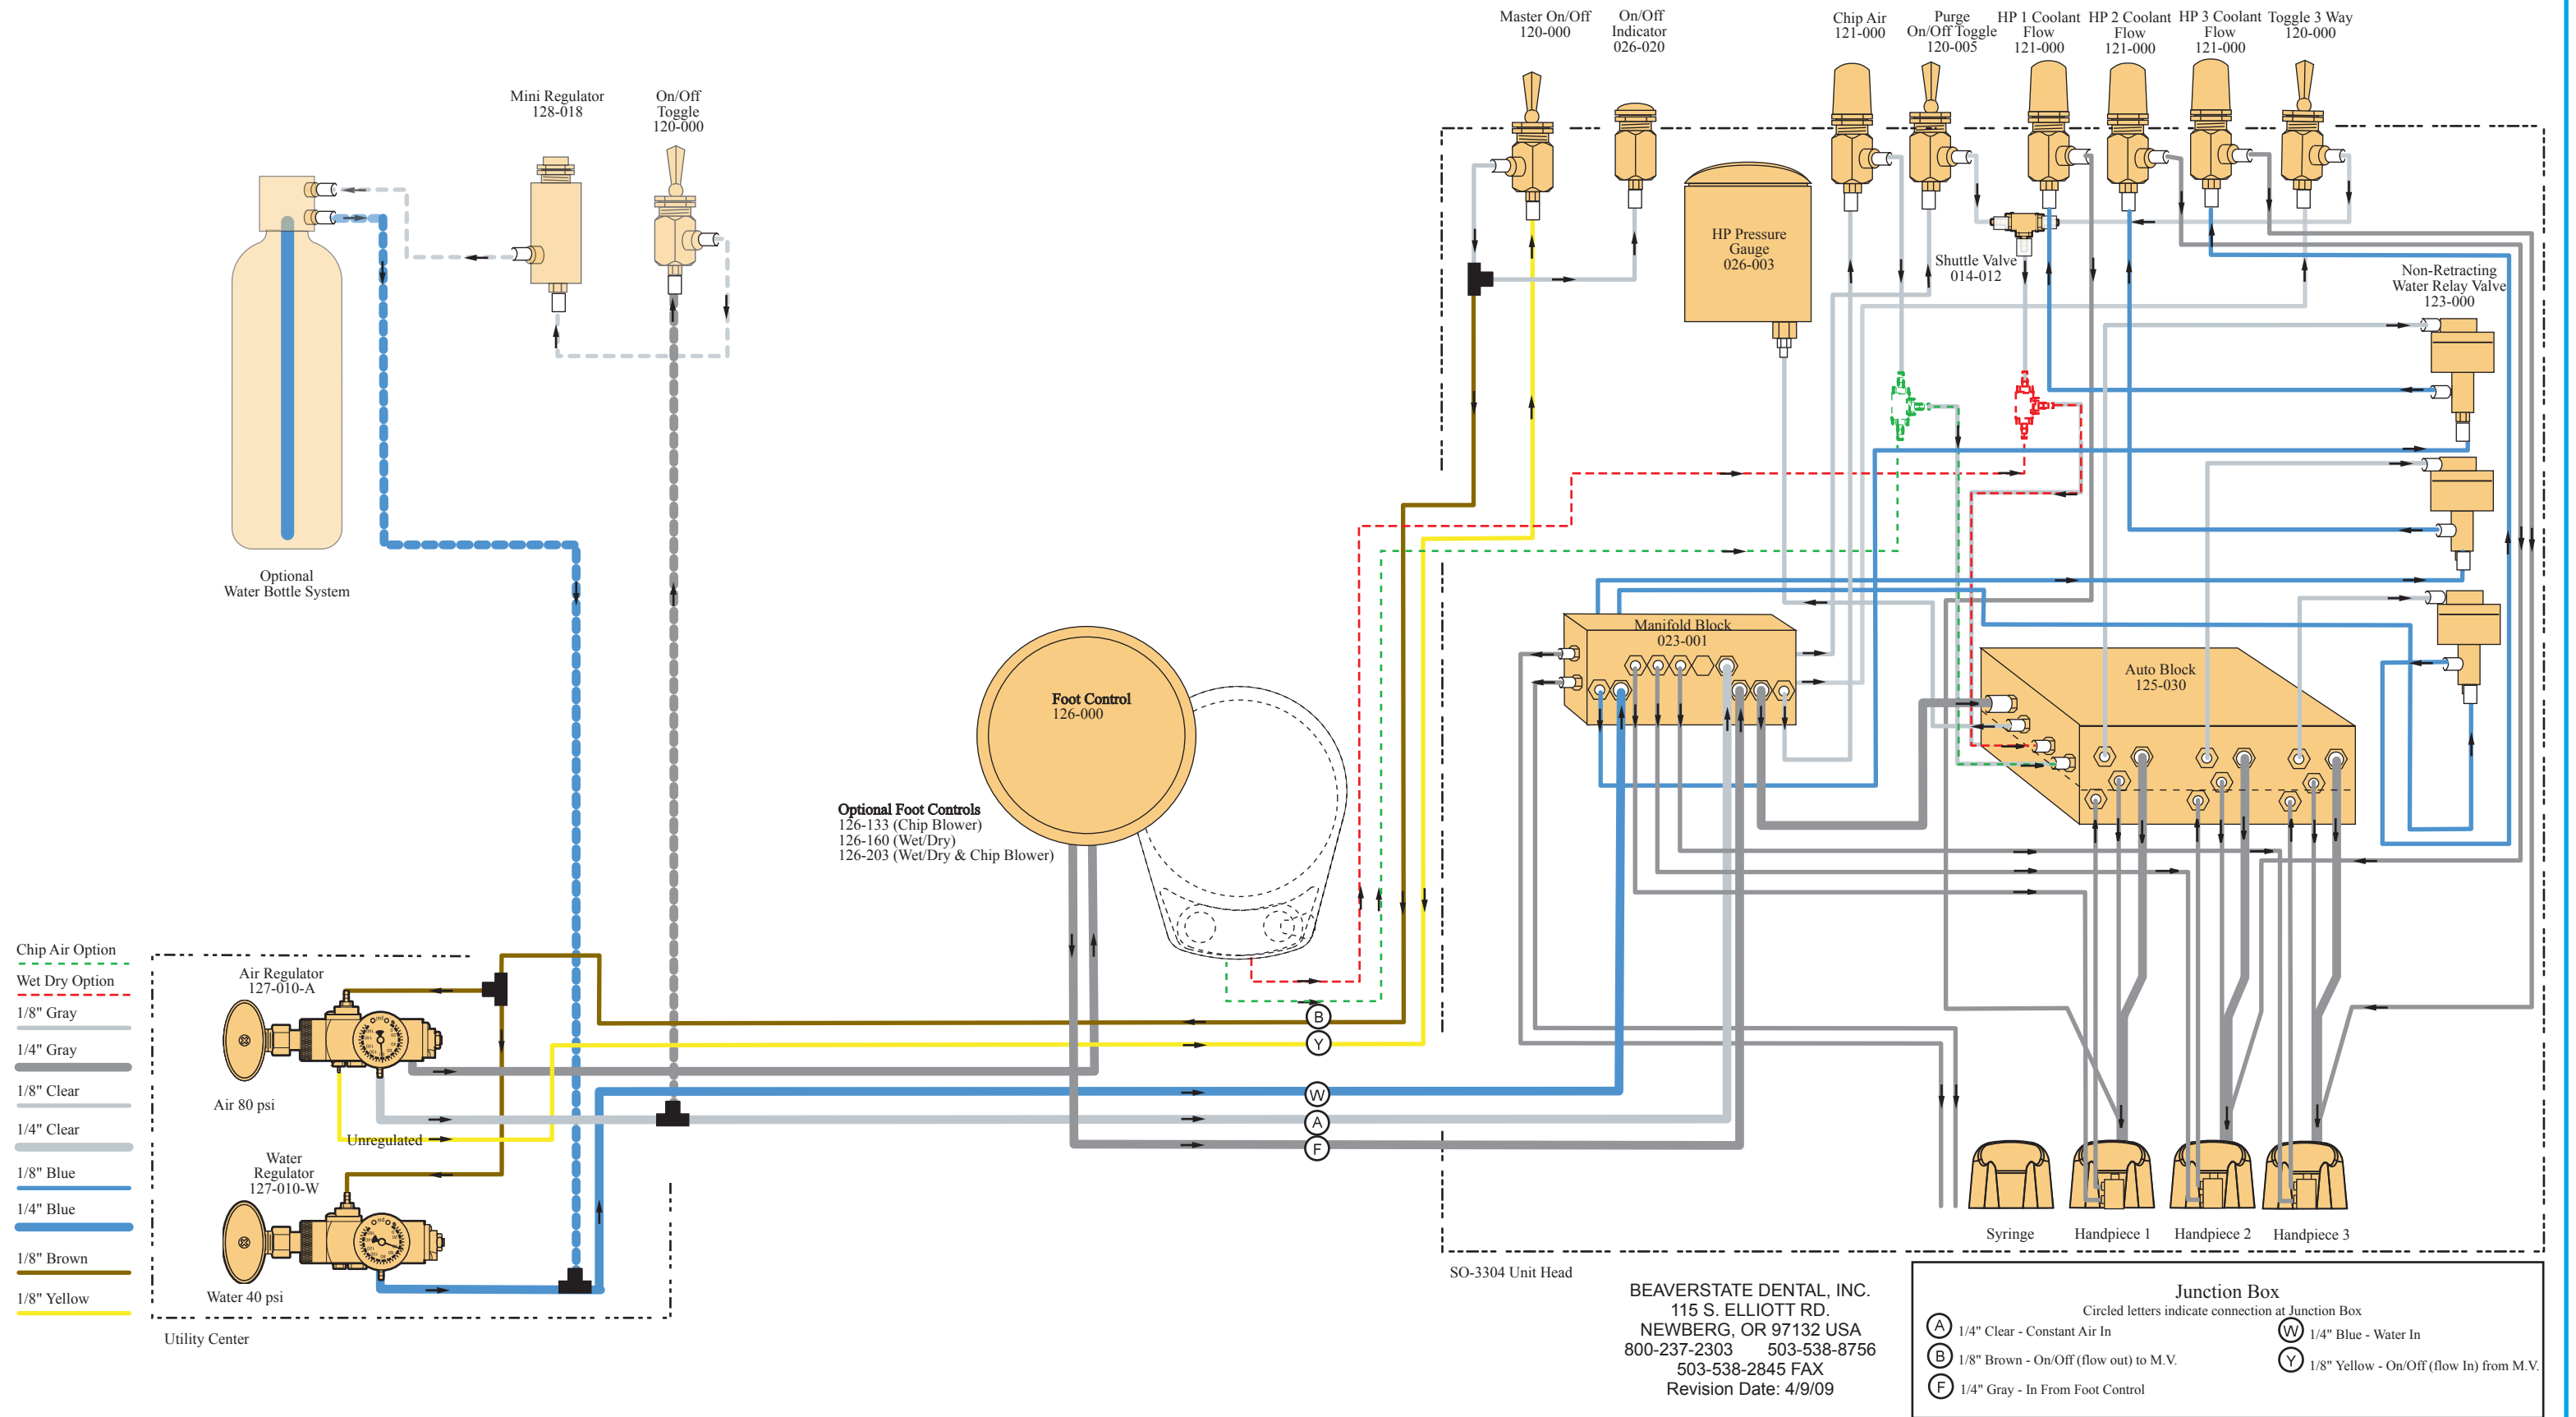 Master On/Off
120-000
On/Off
Indicator
026-020
Chip Air
121-000
Purge
On/Off Toggle
120-005
HP 1 Coolant
Flow
121-000
HP 2 Coolant
Flow
121-000
HP 3 Coolant
Flow
121-000
Toggle 3 Way
120-000
Mini Regulator
128-018
On/Off
Toggle
120-000
HP Pressure
Gauge
026-003
Shuttle Valve
014-012
Non-Retracting
Water Relay Valve
123-000
Optional
Water Bottle System
Manifold Block
023-001
Auto Block
125-030
Foot Control
126-000
Optional Foot Controls
126-133 (Chip Blower)
126-160 (Wet/Dry)
126-203 (Wet/Dry & Chip Blower)
Chip Air Option
Wet Dry Option
1/8" Gray
1/4" Gray
1/8" Clear
1/4" Clear
1/8" Blue
1/4" Blue
1/8" Brown
1/8" Yellow
Air Regulator
127-010-A
Air 80 psi
Unregulated
Water
Regulator
127-010-W
Water 40 psi
Utility Center
B
Y
W
A
F
Syringe
Handpiece 1
Handpiece 2
Handpiece 3
SO-3304 Unit Head
BEAVERSTATE DENTAL, INC.
115 S. ELLIOTT RD.
NEWBERG, OR 97132 USA
800-237-2303 503-538-8756
503-538-2845 FAX
Revision Date: 4/9/09
Junction Box
Circled letters indicate connection at Junction Box
A 1/4" Clear - Constant Air In
B 1/8" Brown - On/Off (flow out) to M.V.
F 1/4" Gray - In From Foot Control
W 1/4" Blue - Water In
Y 1/8" Yellow - On/Off (flow In) from M.V.